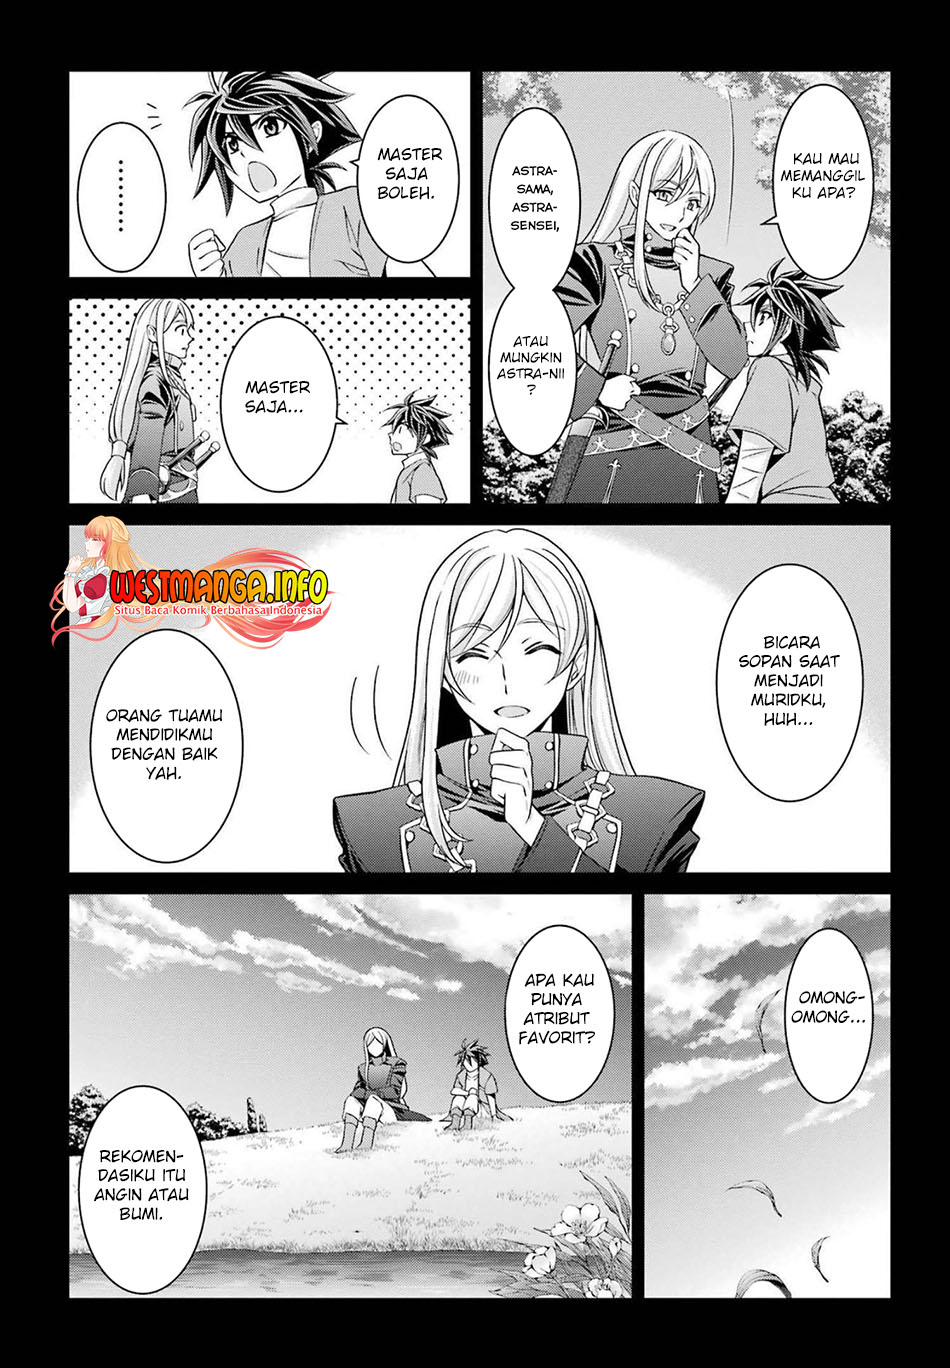 KAU MAU
MEMANGGIL
KU APA?
ASTRA-
SAMA,
ASTRA-
SENSEI,
ATAU
MUNGKIN
ASTRA-NII
?
MASTER
SAJA
BOLEH.
.......
MASTER
SAJA...
WESTMANGA.INFO
Situs Baca Komik Berbahasa Indonesia
BICARA
SOPAN SAAT
MENJADI
MURIDKU,
HUH...
ORANG TUAMU
MENDIDIKMU
DENGAN BAIK
YAH.
OMONG-
OMONG...
APA KAU
PUNYA
ATRIBUT
FAVORIT?
REKOMEN-
DASIKU ITU
ANGIN ATAU
BUMI.